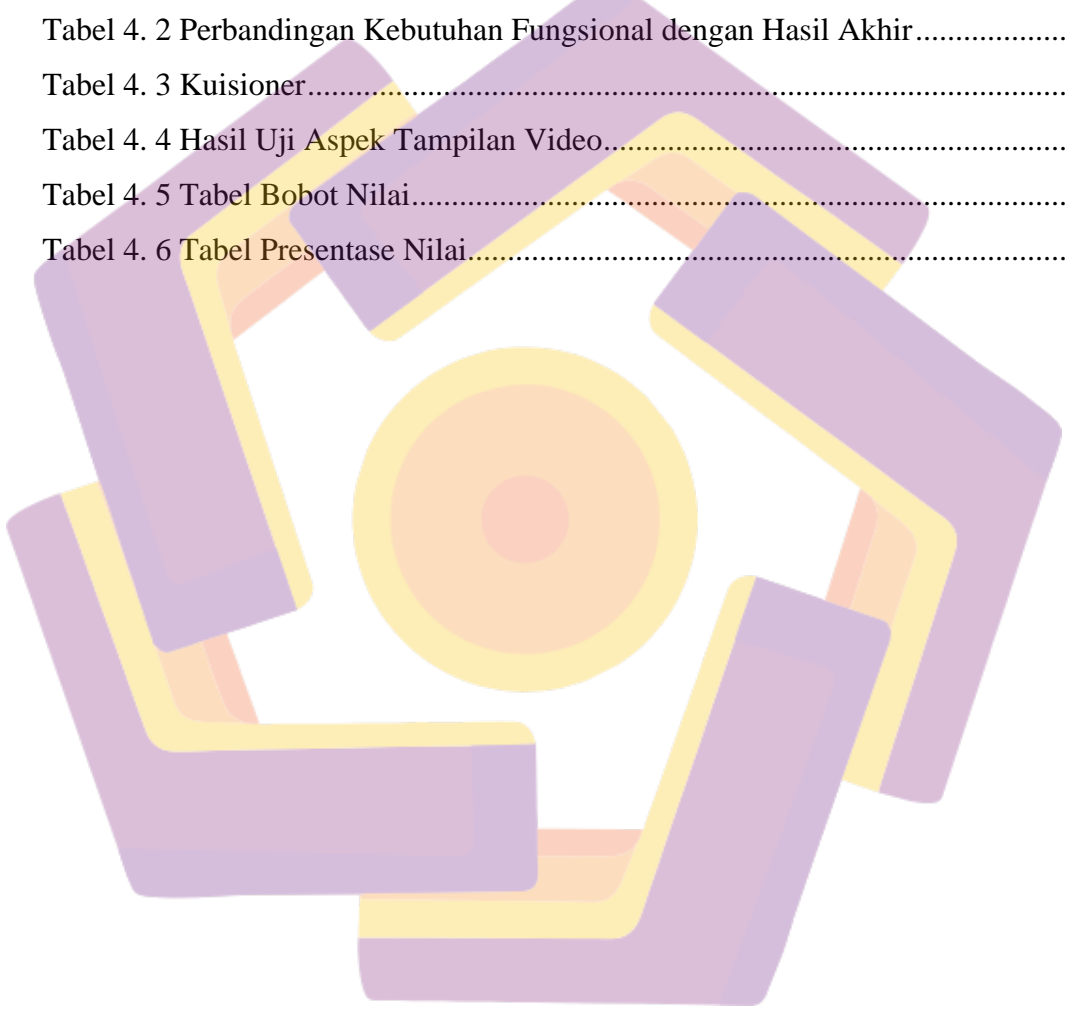 Tabel 4. 2 Perbandingan Kebutuhan Fungsional dengan Hasil Akhir...................
Tabel 4. 3 Kuisioner...............................................................................................
Tabel 4. 4 Hasil Uji Aspek Tampilan Video..........................................................
Tabel 4. 5 Tabel Bobot Nilai..................................................................................
Tabel 4. 6 Tabel Presentase Nilai...........................................................................